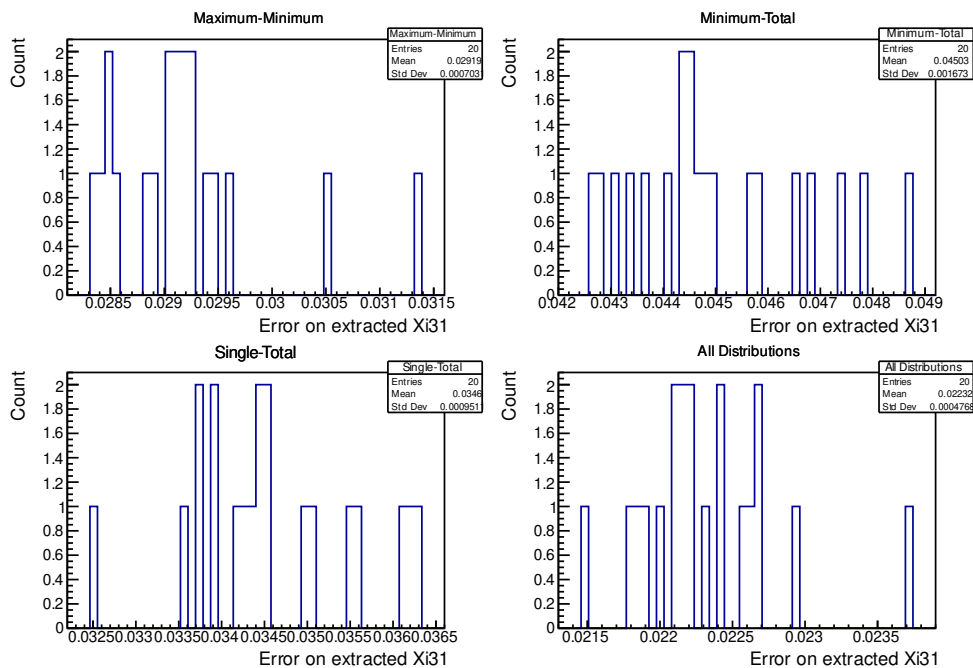 Maximum-Minimum
Count
2
1.8
1.6
1.4
1.2
1
0.8
0.6
0.4
0.2
0
Maximum-Minimum
Entries 20
Mean 0.02919
Std Dev 0.0007031
0.0285 0.029 0.0295 0.03 0.0305 0.031 0.0315
Error on extracted Xi31
Minimum-Total
Count
2
1.8
1.6
1.4
1.2
1
0.8
0.6
0.4
0.2
0
Minimum-Total
Entries 20
Mean 0.04503
Std Dev 0.001673
0.042 0.043 0.044 0.045 0.046 0.047 0.048 0.049
Error on extracted Xi31
Single-Total
Count
2
1.8
1.6
1.4
1.2
1
0.8
0.6
0.4
0.2
0
Single-Total
Entries 20
Mean 0.0346
Std Dev 0.000951
0.0325 0.033 0.0335 0.034 0.0345 0.035 0.0355 0.036 0.0365
Error on extracted Xi31
All Distributions
Count
2
1.8
1.6
1.4
1.2
1
0.8
0.6
0.4
0.2
0
All Distributions
Entries 20
Mean 0.02232
Std Dev 0.0004768
0.0215 0.022 0.0225 0.023 0.0235
Error on extracted Xi31